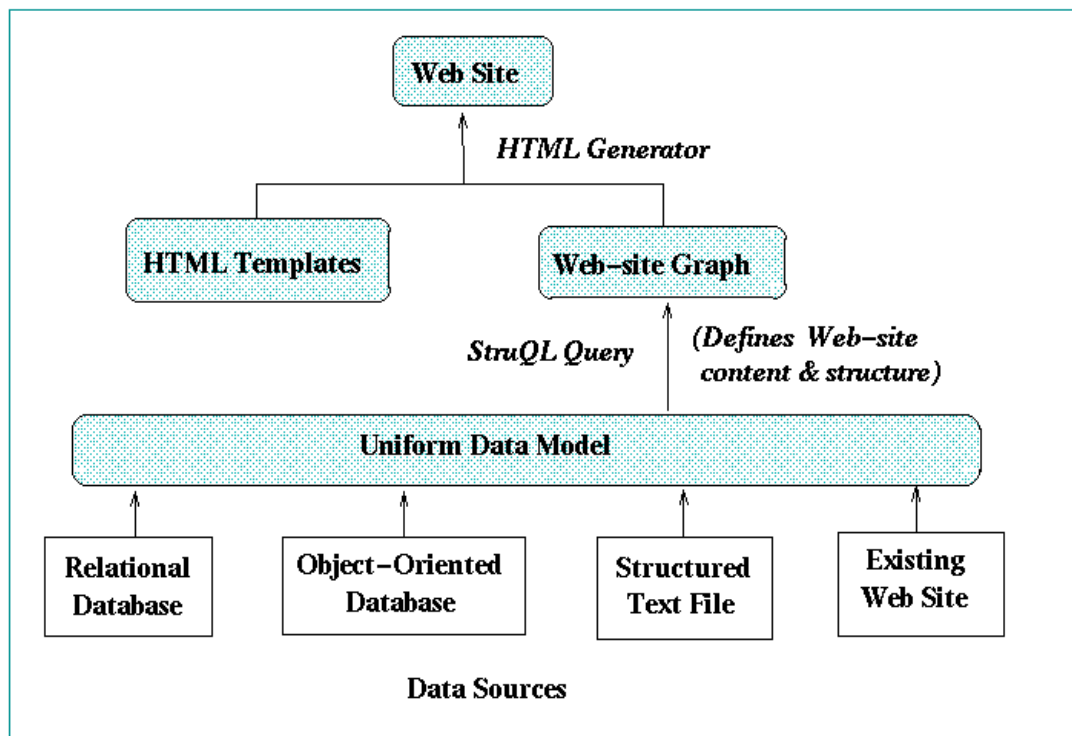 Web Site
HTML Generator
HTML Templates
Web-site Graph
StruQL Query
(Defines Web-site
content & structure)
Uniform Data Model
Relational
Database
Object-Oriented
Database
Structured
Text File
Existing
Web Site
Data Sources